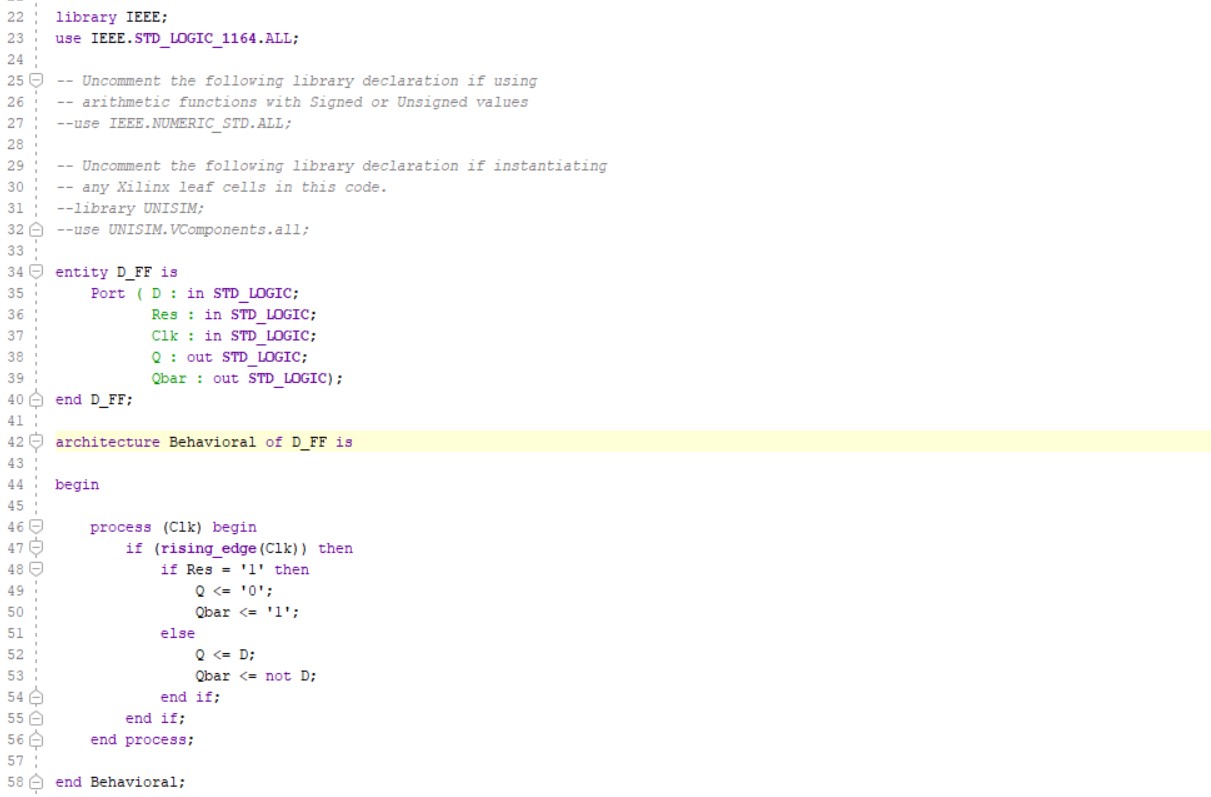 22 library IEEE;
23 use IEEE.STD_LOGIC_1164.ALL;
24
25 -- Uncomment the following library declaration if using
26 -- arithmetic functions with Signed or Unsigned values
27 --use IEEE.NUMERIC_STD.ALL;
28
29 -- Uncomment the following library declaration if instantiating
30 -- any Xilinx leaf cells in this code.
31 --library UNISIM;
32 --use UNISIM.VComponents.all;
33
34 entity D_FF is
35     Port ( D : in STD_LOGIC;
36            Res : in STD_LOGIC;
37            Clk : in STD_LOGIC;
38            Q : out STD_LOGIC;
39            Qbar : out STD_LOGIC);
40 end D_FF;
41
42 architecture Behavioral of D_FF is
43
44 begin
45
46     process (Clk) begin
47         if (rising_edge(Clk)) then
48             if Res = '1' then
49                 Q <= '0';
50                 Qbar <= '1';
51             else
52                 Q <= D;
53                 Qbar <= not D;
54             end if;
55         end if;
56     end process;
57
58 end Behavioral;